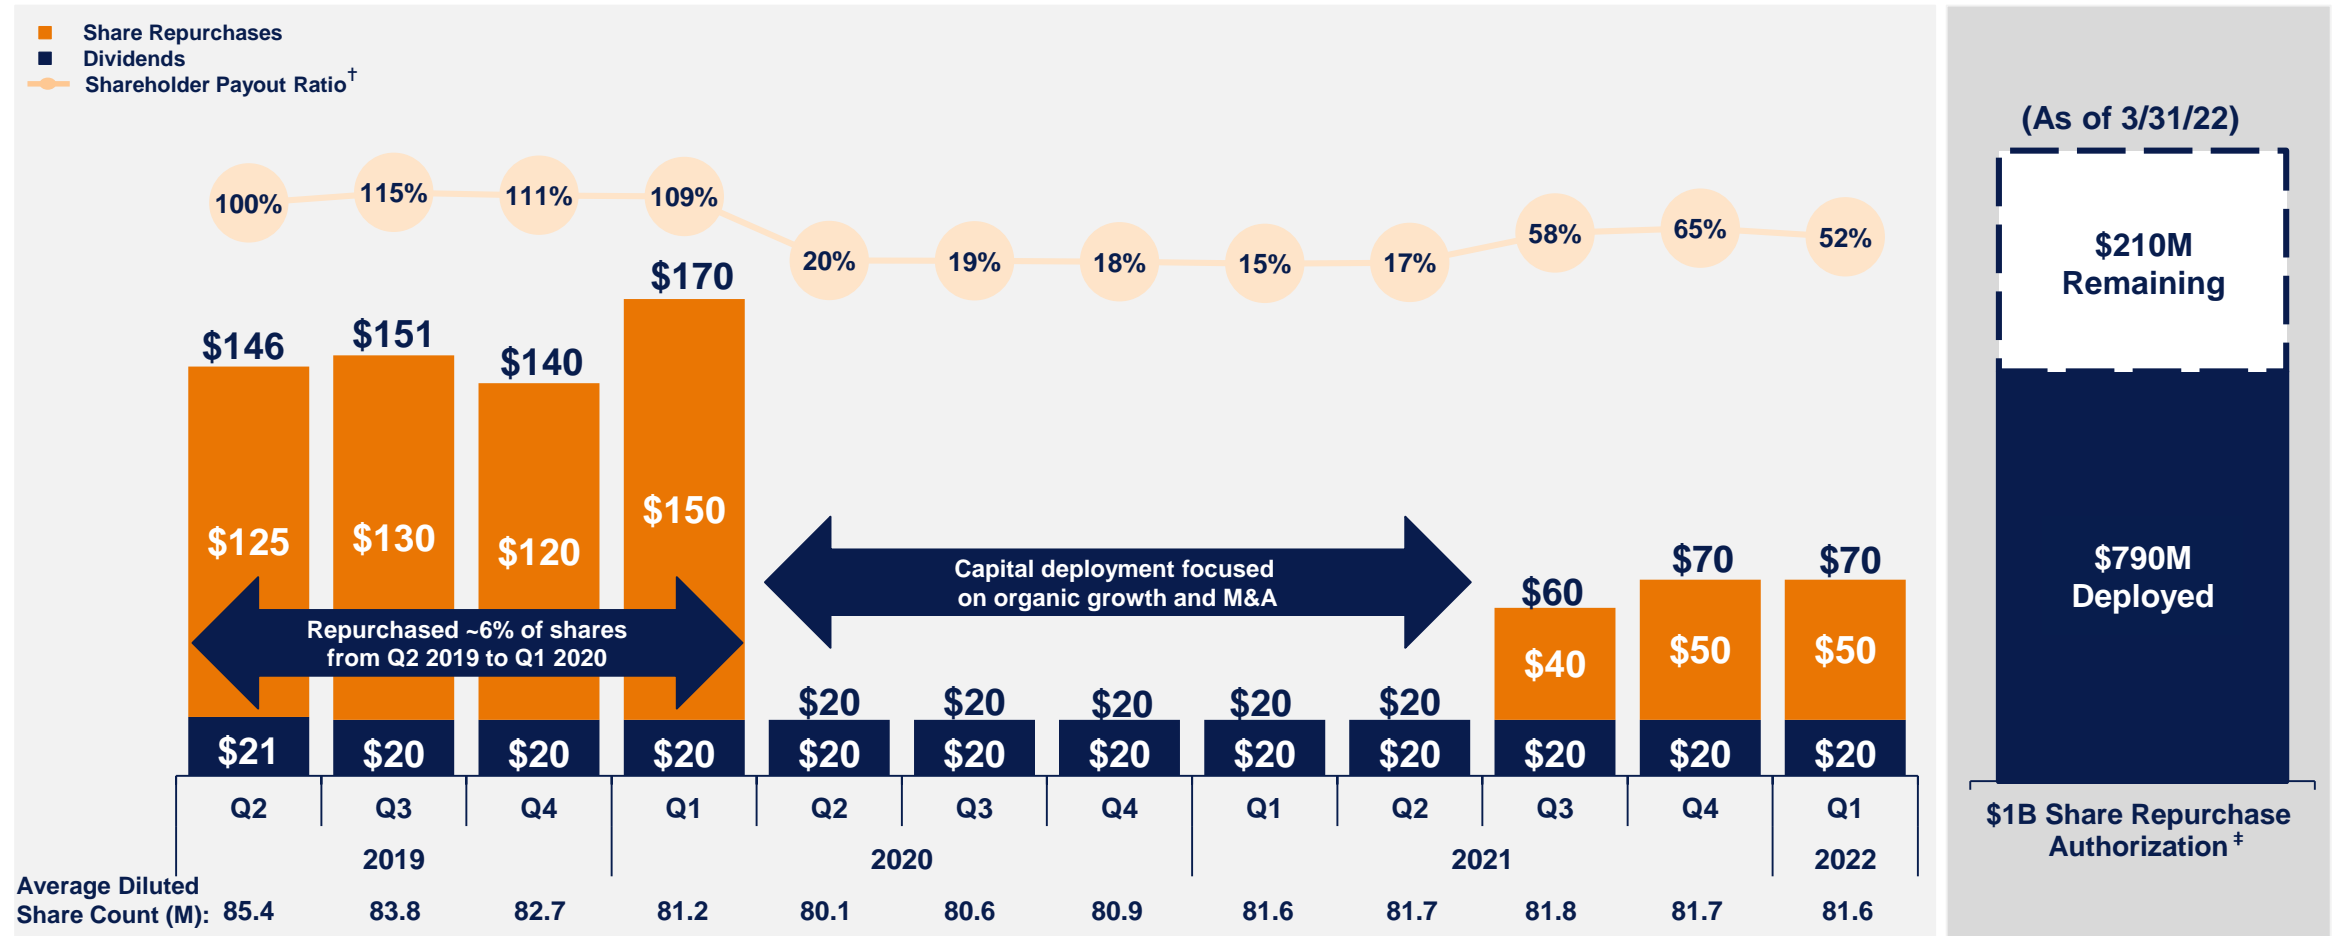 Share Repurchases
Dividends
Shareholder Payout Ratio†
100% 115% 111% 109% 20% 19% 18% 15% 17% 58% 65% 52%
$146 $151 $140 $170 $20 $20 $20 $20 $20 $60 $70 $70
$125 $130 $120 $150 $40 $50 $50
Repurchased ~6% of shares
from Q2 2019 to Q1 2020
Capital deployment focused
on organic growth and M&A
$21 $20 $20 $20 $20 $20 $20 $20 $20 $20 $20 $20
Q2 Q3 Q4 Q1 Q2 Q3 Q4 Q1 Q2 Q3 Q4 Q1
2019 2020 2021 2022
Average Diluted
Share Count (M): 85.4 83.8 82.7 81.2 80.1 80.6 80.9 81.6 81.7 81.8 81.7 81.6
(As of 3/31/22)
$210M
Remaining
$790M
Deployed
$1B Share Repurchase
Authorization‡